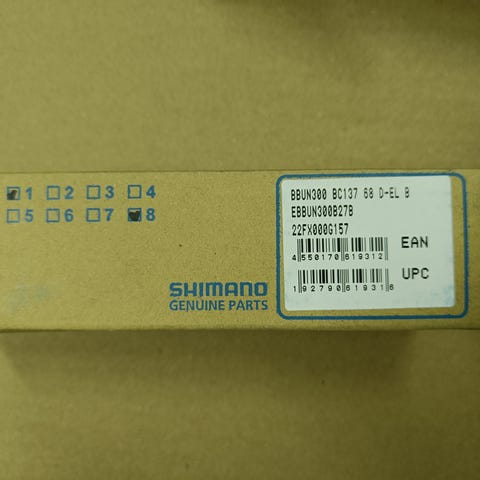 1 2 3 4
5 6 7 8
SHIMANO
GENUINE PARTS
BBUN300 BC137 68 D-EL B
EBBUN300B27B
22FX000G157
EAN
4 550170 619312
UPC
1 92790 61931 6